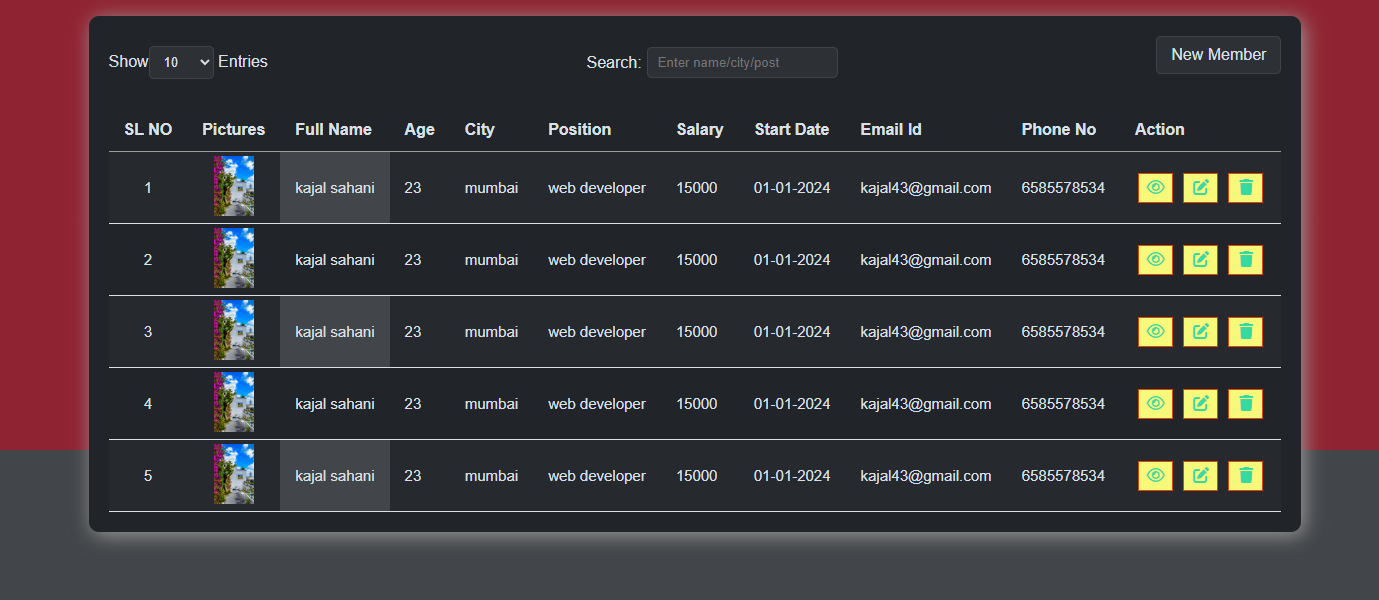 Show 10 Entries Search: Enter name/city/post New Member
SL NO Pictures Full Name Age City Position Salary Start Date Email Id Phone No Action
1 kajal sahani 23 mumbai web developer 15000 01-01-2024 kajal43@gmail.com 6585578534
2 kajal sahani 23 mumbai web developer 15000 01-01-2024 kajal43@gmail.com 6585578534
3 kajal sahani 23 mumbai web developer 15000 01-01-2024 kajal43@gmail.com 6585578534
4 kajal sahani 23 mumbai web developer 15000 01-01-2024 kajal43@gmail.com 6585578534
5 kajal sahani 23 mumbai web developer 15000 01-01-2024 kajal43@gmail.com 6585578534